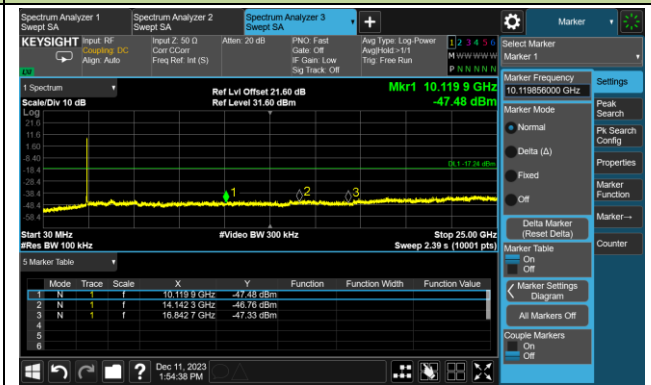 Spectrum Analyzer 1
Swept SA
Spectrum Analyzer 2
Swept SA
Spectrum Analyzer 3
Swept SA
Marker
KEYSIGHT
Input: RF
Coupling: DC
Align: Auto
Input Z: 50 Ω
Corr CCorr
Freq Ref: Int (S)
Atten: 20 dB
PNO: Fast
Gate: Off
IF Gain: Low
Sig Track: Off
Avg Type: Log-Power
Avg|Hold:>1/1
Trig: Free Run
1 2 3 4 5 6
M W W W W W
P N N N N N
LV
Select Marker
Marker 1
1 Spectrum
Scale/Div 10 dB
Log
Ref Lvl Offset 21.60 dB
Ref Level 31.60 dBm
Mkr1 10.119 9 GHz
-47.48 dBm
21.6
11.6
1.60
-8.40
-18.4
-28.4
-38.4
-48.4
-58.4
DL1 -17.24 dBm
1
2
3
Start 30 MHz
#Res BW 100 kHz
#Video BW 300 kHz
Stop 25.00 GHz
Sweep 2.39 s (10001 pts)
5 Marker Table
Mode Trace Scale X Y Function Function Width Function Value
1 N 1 f 10.119 9 GHz -47.48 dBm
2 N 1 f 14.142 3 GHz -46.76 dBm
3 N 1 f 16.842 7 GHz -47.33 dBm
4
5
6
Marker Frequency
10.119856000 GHz
Marker Mode
Normal
Delta (Δ)
Fixed
Off
Delta Marker
(Reset Delta)
Marker Table
On
Off
Marker Settings
Diagram
All Markers Off
Couple Markers
On
Off
Settings
Peak
Search
Pk Search
Config
Properties
Marker
Function
Marker→
Counter
?
Dec 11, 2023
1:54:38 PM